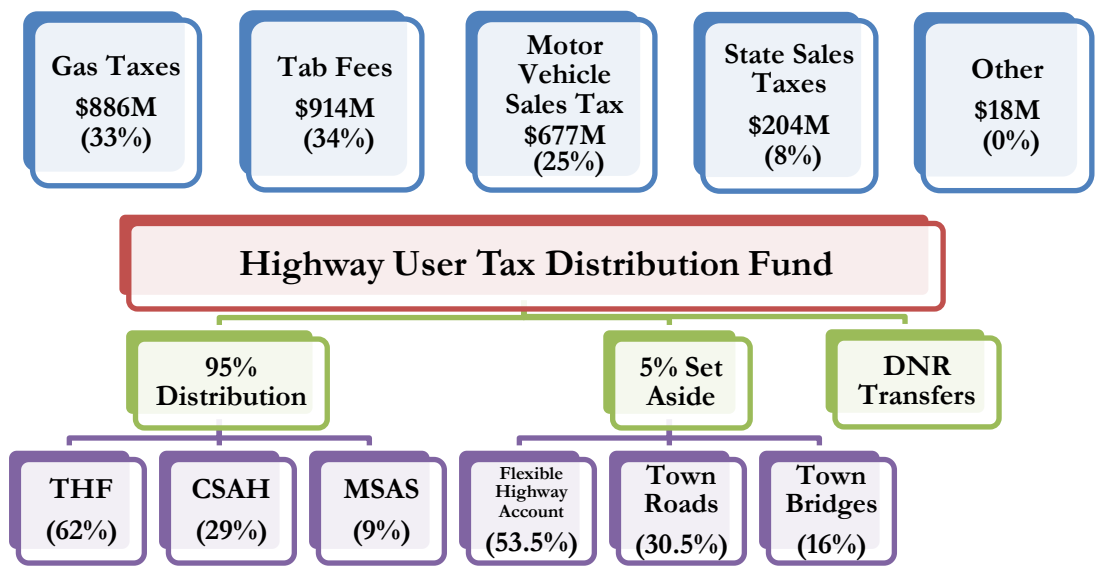 Gas Taxes
$886M
(33%)
Tab Fees
$914M
(34%)
Motor
Vehicle
Sales Tax
$677M
(25%)
State Sales
Taxes
$204M
(8%)
Other
$18M
(0%)
Highway User Tax Distribution Fund
95%
Distribution
5% Set
Aside
DNR
Transfers
THF
(62%)
CSAH
(29%)
MSAS
(9%)
Flexible
Highway
Account
(53.5%)
Town
Roads
(30.5%)
Town
Bridges
(16%)